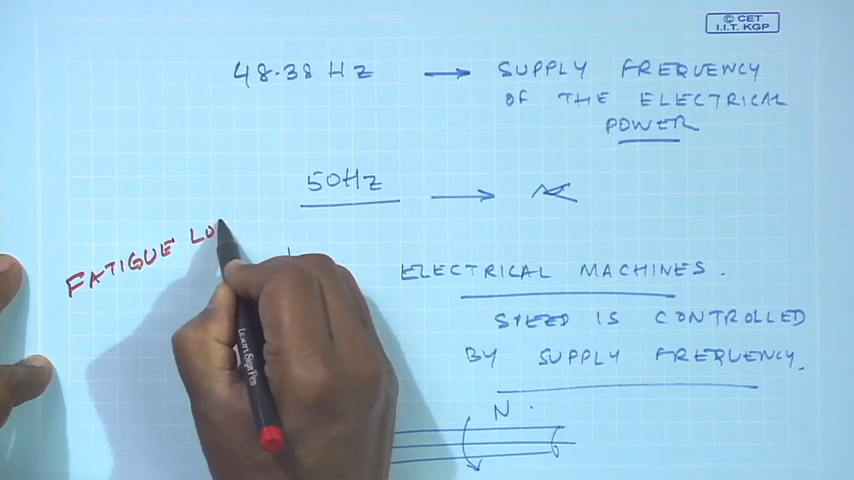 © CET
I.I.T. KGP
48.38 HZ → SUPPLY FREQUENCY
OF THE ELECTRICAL
POWER
50HZ →
FATIGUE LO
ELECTRICAL MACHINES.
SPEED IS CONTROLLED
BY SUPPLY FREQUENCY.
N